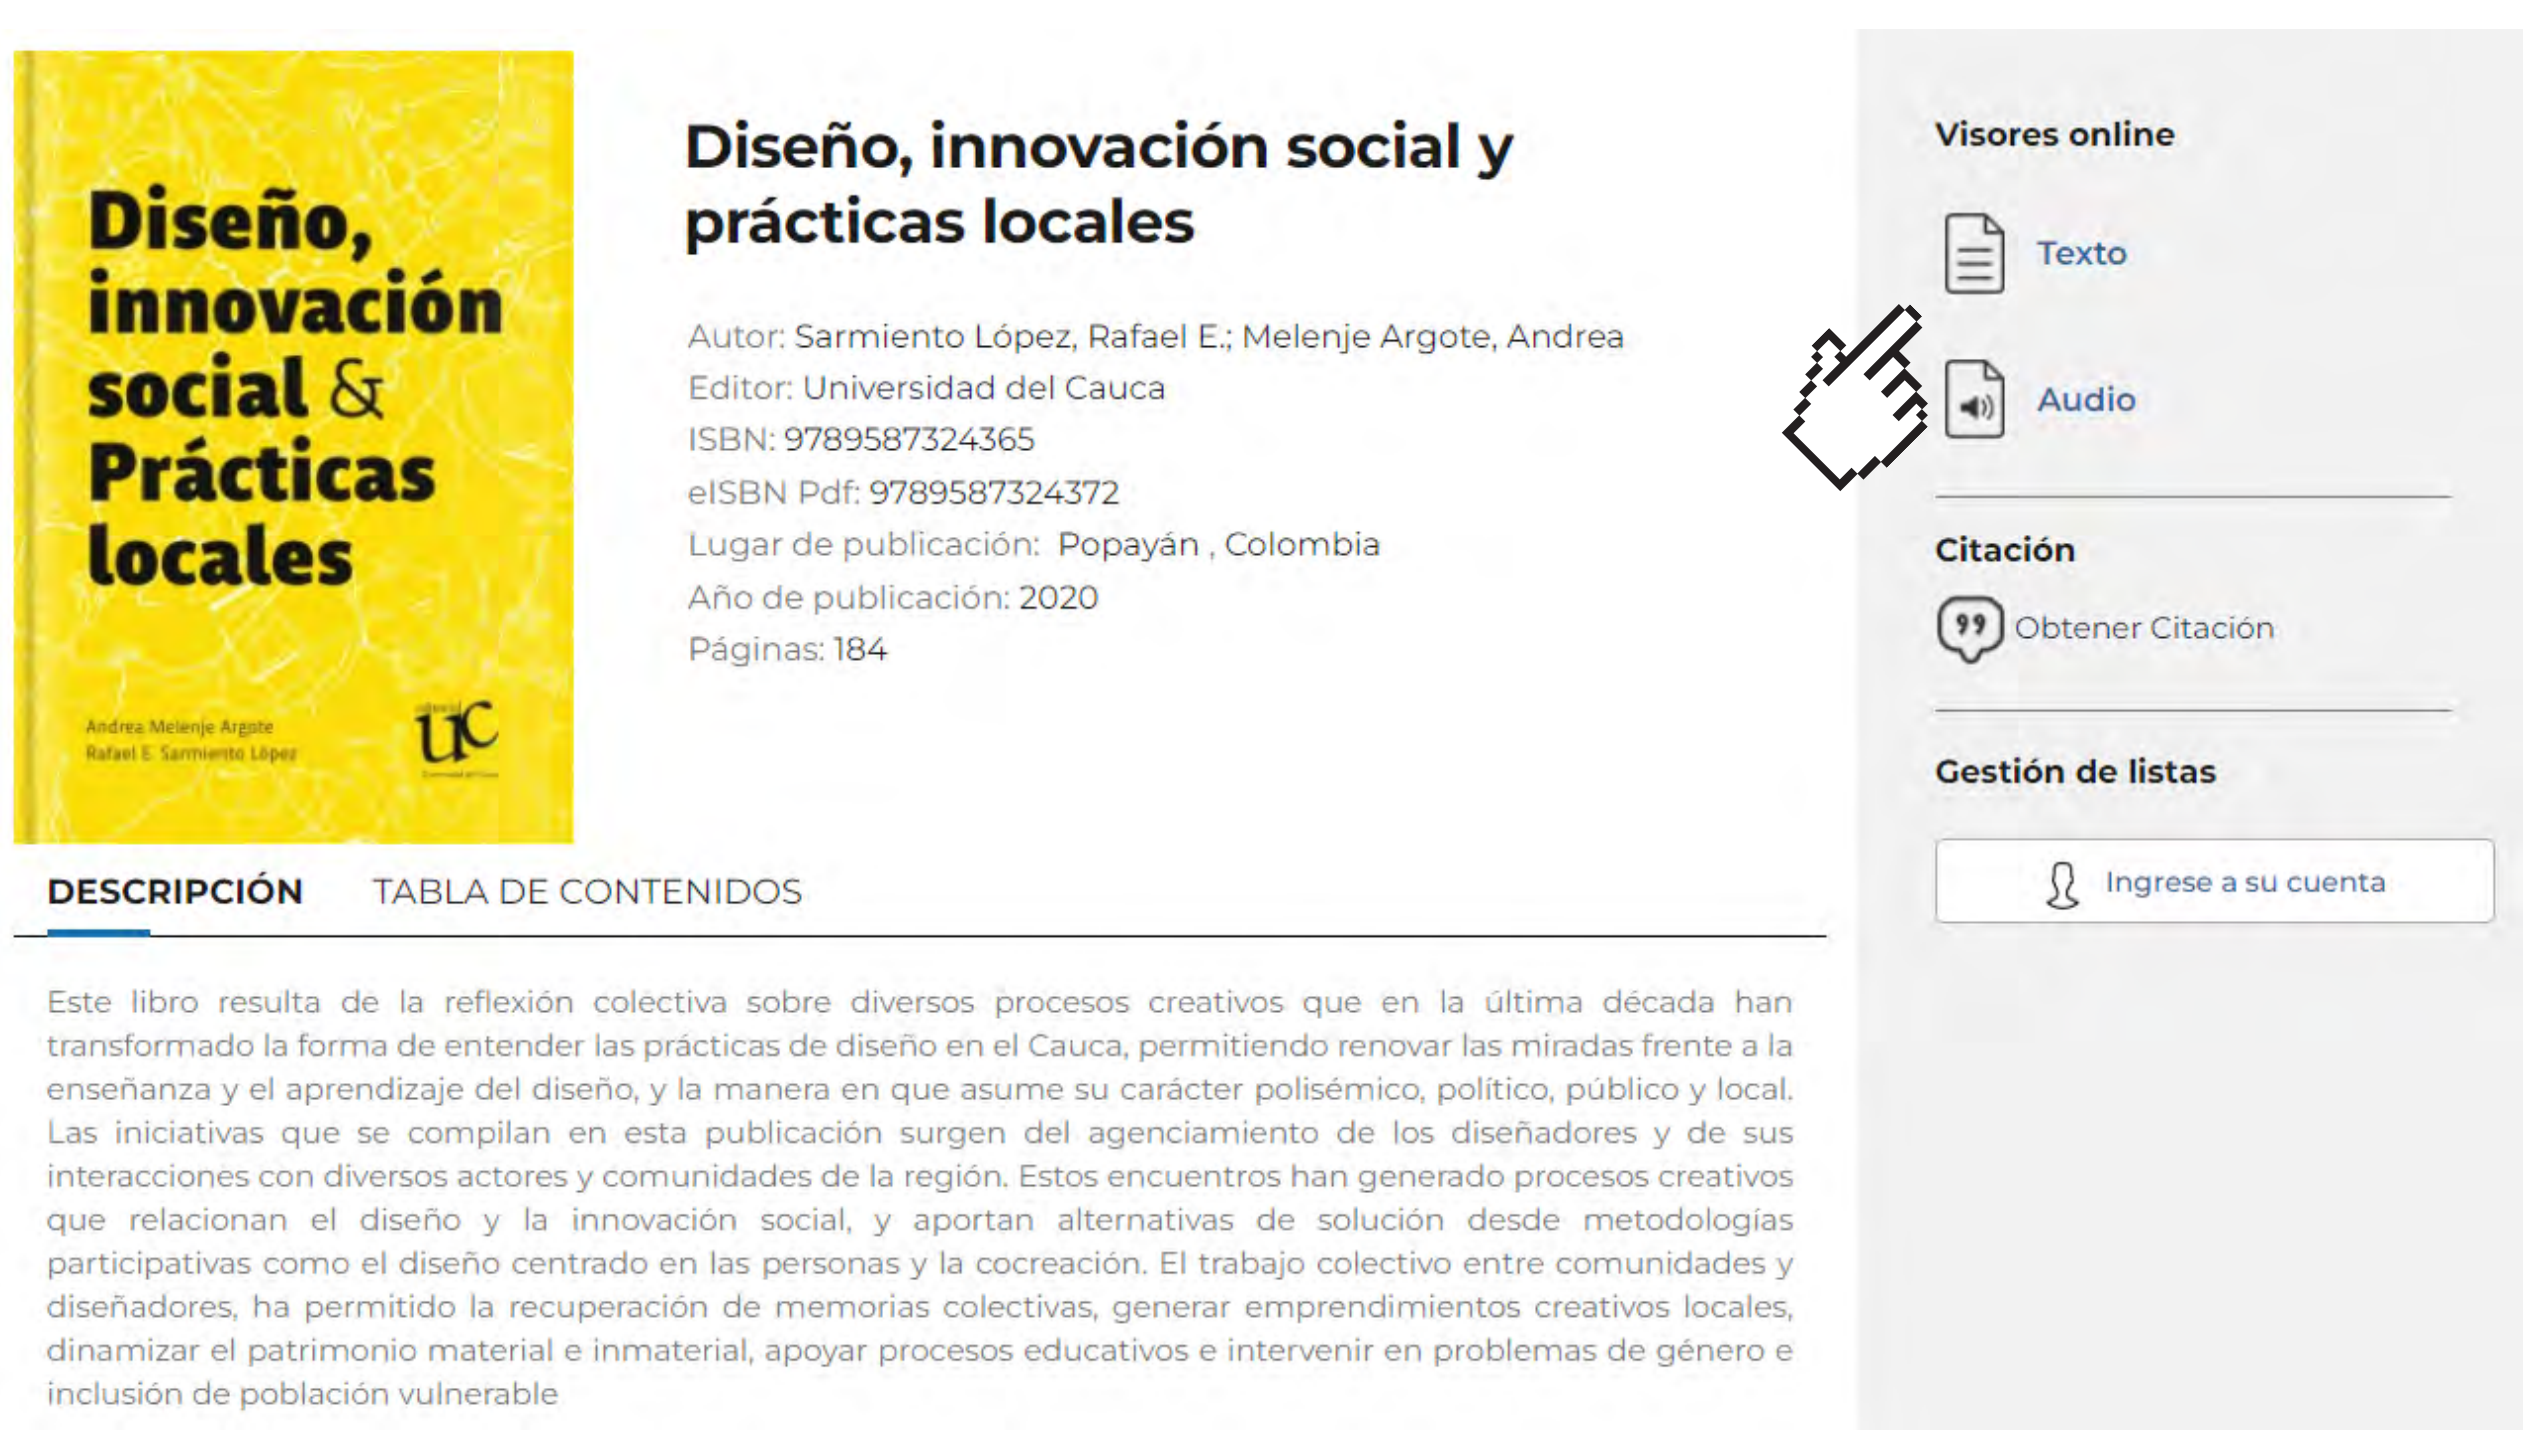 Diseño,
innovación
social &
Prácticas
locales
Andrea Melenje Argote
Rafael E. Sarmiento López
UC
Diseño, innovación social y
prácticas locales
Autor: Sarmiento López, Rafael E.; Melenje Argote, Andrea
Editor: Universidad del Cauca
ISBN: 9789587324365
eISBN Pdf: 9789587324372
Lugar de publicación: Popayán , Colombia
Año de publicación: 2020
Páginas: 184
Visores online
Texto
Audio
Citación
Obtener Citación
Gestión de listas
Ingrese a su cuenta
DESCRIPCIÓN TABLA DE CONTENIDOS
Este libro resulta de la reflexión colectiva sobre diversos procesos creativos que en la última década han
transformado la forma de entender las prácticas de diseño en el Cauca, permitiendo renovar las miradas frente a la
enseñanza y el aprendizaje del diseño, y la manera en que asume su carácter polisémico, político, público y local.
Las iniciativas que se compilan en esta publicación surgen del agenciamiento de los diseñadores y de sus
interacciones con diversos actores y comunidades de la región. Estos encuentros han generado procesos creativos
que relacionan el diseño y la innovación social, y aportan alternativas de solución desde metodologías
participativas como el diseño centrado en las personas y la cocreación. El trabajo colectivo entre comunidades y
diseñadores, ha permitido la recuperación de memorias colectivas, generar emprendimientos creativos locales,
dinamizar el patrimonio material e inmaterial, apoyar procesos educativos e intervenir en problemas de género e
inclusión de población vulnerable